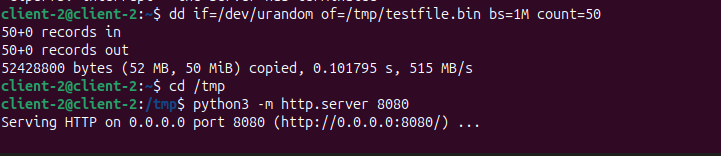 client-2@client-2:~$ dd if=/dev/urandom of=/tmp/testfile.bin bs=1M count=50
50+0 records in
50+0 records out
52428800 bytes (52 MB, 50 MiB) copied, 0.101795 s, 515 MB/s
client-2@client-2:~$ cd /tmp
client-2@client-2:/tmp$ python3 -m http.server 8080
Serving HTTP on 0.0.0.0 port 8080 (http://0.0.0.0:8080/) ...